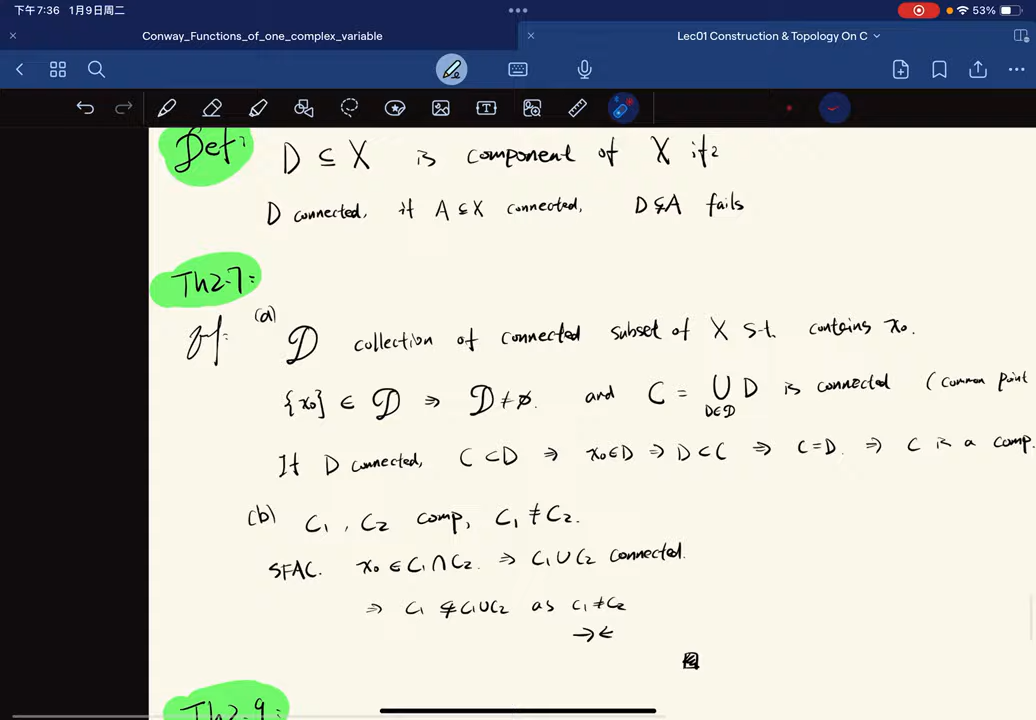 下午7:36 1月9日周二
53%
Conway_Functions_of_one_complex_variable
Lec01 Construction & Topology On C
Def:
D ⊆ X is component of X if:
D connected, if A ⊆ X connected, D ⊊ A fails
Th2.7:
pf: (a) 𝒟 collection of connected subset of X s.t. contains x₀.
{x₀} ∈ 𝒟 ⇒ 𝒟 ≠ ∅. and C = ∪ D is connected (common point
D∈𝒟
If D connected, C ⊂ D ⇒ x₀ ∈ D ⇒ D ⊂ C ⇒ C = D. ⇒ C is a comp.
(b) C₁, C₂ comp, C₁ ≠ C₂.
SFAC. x₀ ∈ C₁ ∩ C₂. ⇒ C₁ ∪ C₂ connected.
⇒ C₁ ⊊ C₁ ∪ C₂ as C₁ ≠ C₂
→←
Th2.9: